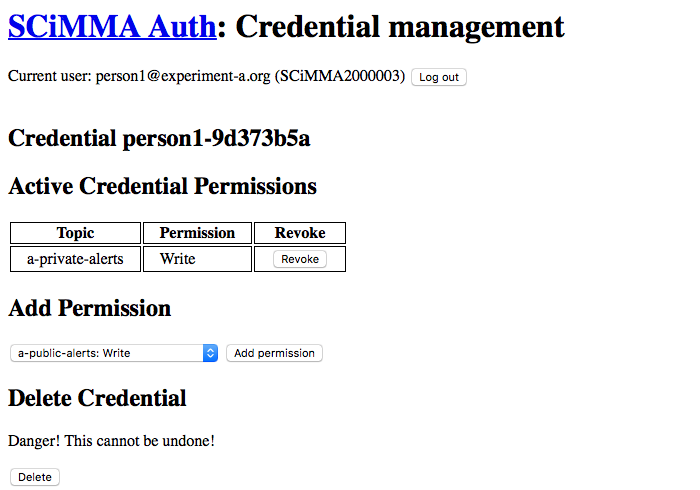 SCiMMA Auth: Credential management
Current user: person1@experiment-a.org (SCiMMA2000003) Log out
Credential person1-9d373b5a
Active Credential Permissions
Topic Permission Revoke
a-private-alerts Write Revoke
Add Permission
a-public-alerts: Write Add permission
Delete Credential
Danger! This cannot be undone!
Delete